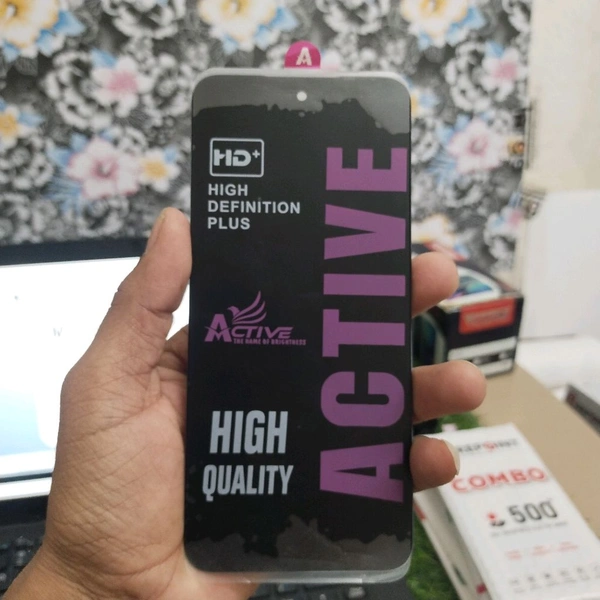 A
HD+
HIGH
DEFINITION
PLUS
ACTIVE
ACTIVE
THE NAME OF BRIGHTNESS
HIGH
QUALITY
COMBO
500